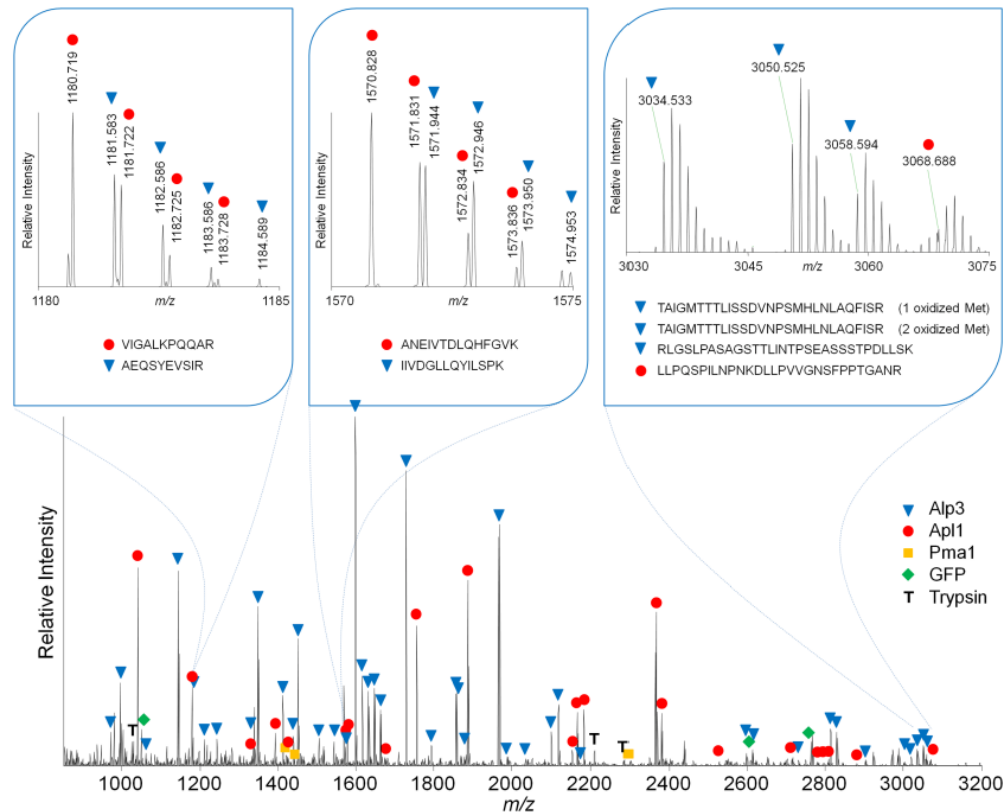 1180.719
1181.583
1181.722
1182.586
1182.725
1183.586
1183.728
1184.589
Relative Intensity
1180 m/z 1185
VIGALKPQQAR
AEQSYEVSIR
1570.828
1571.831
1571.944
1572.834
1572.946
1573.836
1573.950
1574.953
Relative Intensity
1570 m/z 1575
ANEIVTDLQHFGVK
IIVDGLLQYILSPK
3034.533
3050.525
3058.594
3068.688
Relative Intensity
3030 3045 m/z 3060 3075
TAIGMTTTLISSDVNPSMHLNLAQFISR (1 oxidized Met)
TAIGMTTTLISSDVNPSMHLNLAQFISR (2 oxidized Met)
RLGSLPASAGSTTLINTPSEASSSTPDLLSK
LLPQSPILNPNKDLLPVVGNSFPPTGANR
Relative Intensity
T
T
T
Alp3
Apl1
Pma1
GFP
T Trypsin
1000 1200 1400 1600 1800 2000 2200 2400 2600 2800 3000 3200
m/z